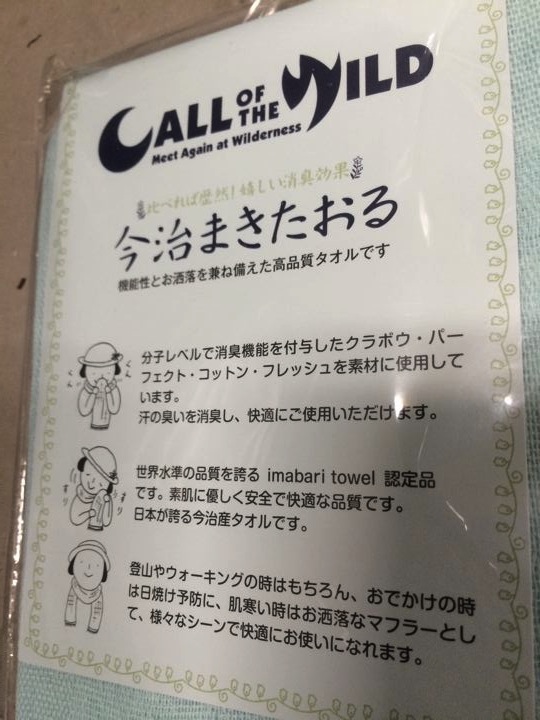 CALL OF THE WILD
Meet Again at Wilderness
比べれば歴然！嬉しい消臭効果
今治まきたおる
機能性とお洒落を兼ね備えた高品質タオルです
くん
くん
分子レベルで消臭機能を付与したクラボウ・パー
フェクト・コットン・フレッシュを素材に使用して
います。
汗の臭いを消臭し、快適にご使用いただけます。
すり
すり
世界水準の品質を誇る imabari towel 認定品
です。素肌に優しく安全で快適な品質です。
日本が誇る今治産タオルです。
登山やウォーキングの時はもちろん、おでかけの時
は日焼け予防に、肌寒い時はお洒落なマフラーとし
て、様々なシーンで快適にお使いになれます。